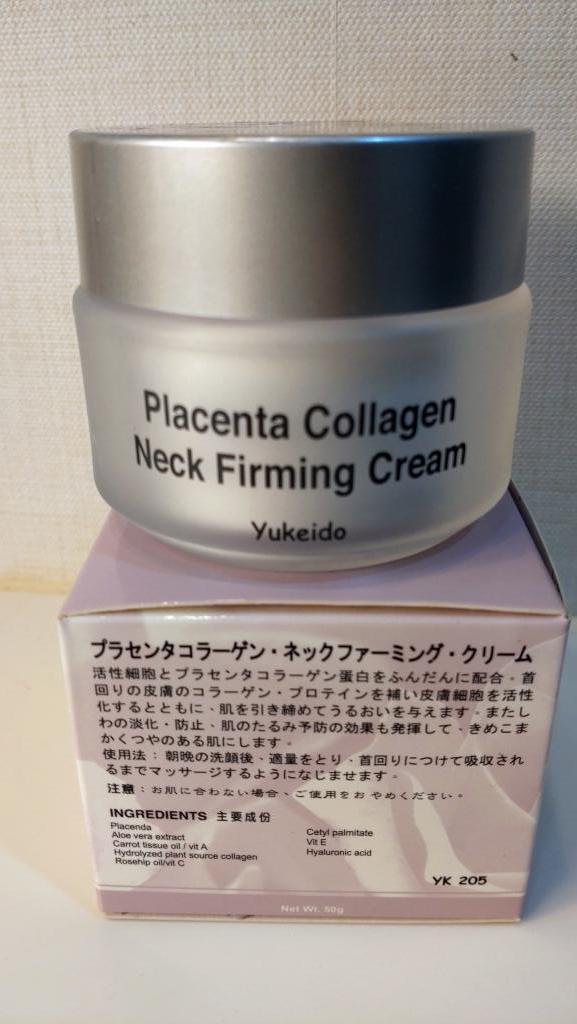 Placenta Collagen
Neck Firming Cream
Yukeido
プラセンタコラーゲン・ネックファーミング・クリーム
活性細胞とプラセンタコラーゲン蛋白をふんだんに配合。首
回りの皮膚のコラーゲン・プロテインを補い皮膚細胞を活性
化するとともに、肌を引き締めてうるおいを与えます。またし
わの淡化・防止、肌のたるみ予防の効果も発揮して、きめこま
かくつやのある肌にします。
使用法：朝晩の洗顔後、適量をとり、首回りにつけて吸収され
るまでマッサージするようになじませます。
注意：お肌に合わない場合、ご使用をおやめください。
INGREDIENTS 主要成份
Placenda
Aloe vera extract
Carrot tissue oil / vit A
Hydrolyzed plant source collagen
Rosehip oil/vit C
Cetyl palmitate
Vit E
Hyaluronic acid
YK 205
Net Wt. 50g